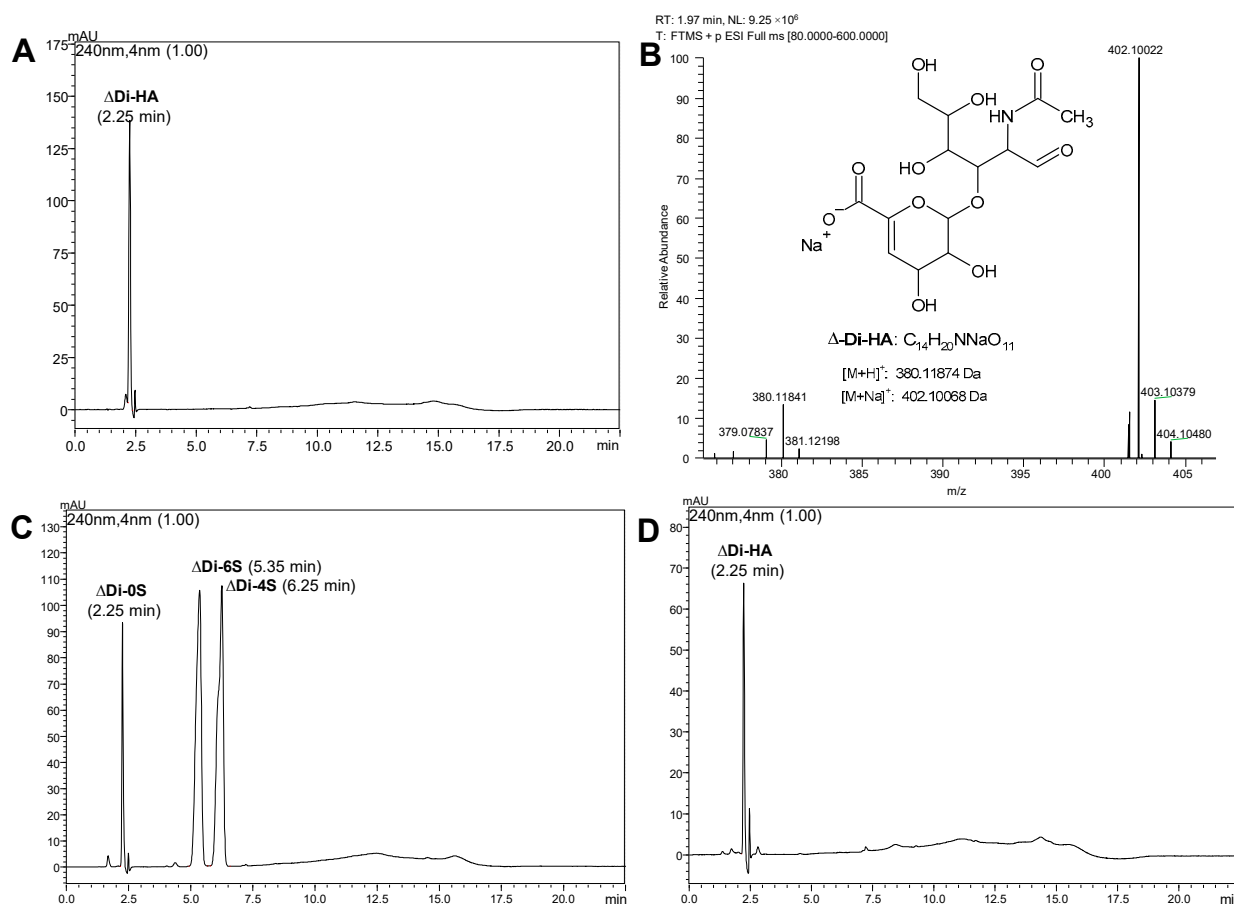 A
mAU
240nm,4nm (1.00)
175
150
125
100
75
50
25
0
ΔDi-HA
(2.25 min)
0.0 2.5 5.0 7.5 10.0 12.5 15.0 17.5 20.0 min
RT: 1.97 min, NL: 9.25 ×10⁶
T: FTMS + p ESI Full ms [80.0000-600.0000]
B
100
90
80
70
60
50
40
30
20
10
0
Relative Abundance
402.10022
OH
OH
HN
O
CH₃
HO
OH
O
O
O
O
O⁻
Na⁺
OH
OH
Δ-Di-HA: C₁₄H₂₀NNaO₁₁
[M+H]⁺: 380.11874 Da
[M+Na]⁺: 402.10068 Da
380.11841
379.07837
381.12198
403.10379
404.10480
380 385 390 395 400 405
m/z
C
mAU
240nm,4nm (1.00)
130
120
110
100
90
80
70
60
50
40
30
20
10
0
ΔDi-0S
(2.25 min)
ΔDi-6S (5.35 min)
ΔDi-4S (6.25 min)
0.0 2.5 5.0 7.5 10.0 12.5 15.0 17.5 20.0 min
D
mAU
240nm,4nm (1.00)
80
70
60
50
40
30
20
10
0
ΔDi-HA
(2.25 min)
0.0 2.5 5.0 7.5 10.0 12.5 15.0 17.5 20.0